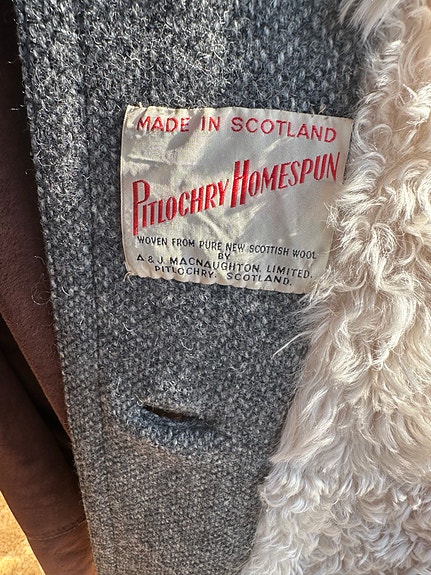 MADE IN SCOTLAND
PITLOCHRY HOMESPUN
WOVEN FROM PURE NEW SCOTTISH WOOL
BY
A & J. MACNAUGHTON. LIMITED.
PITLOCHRY. SCOTLAND.